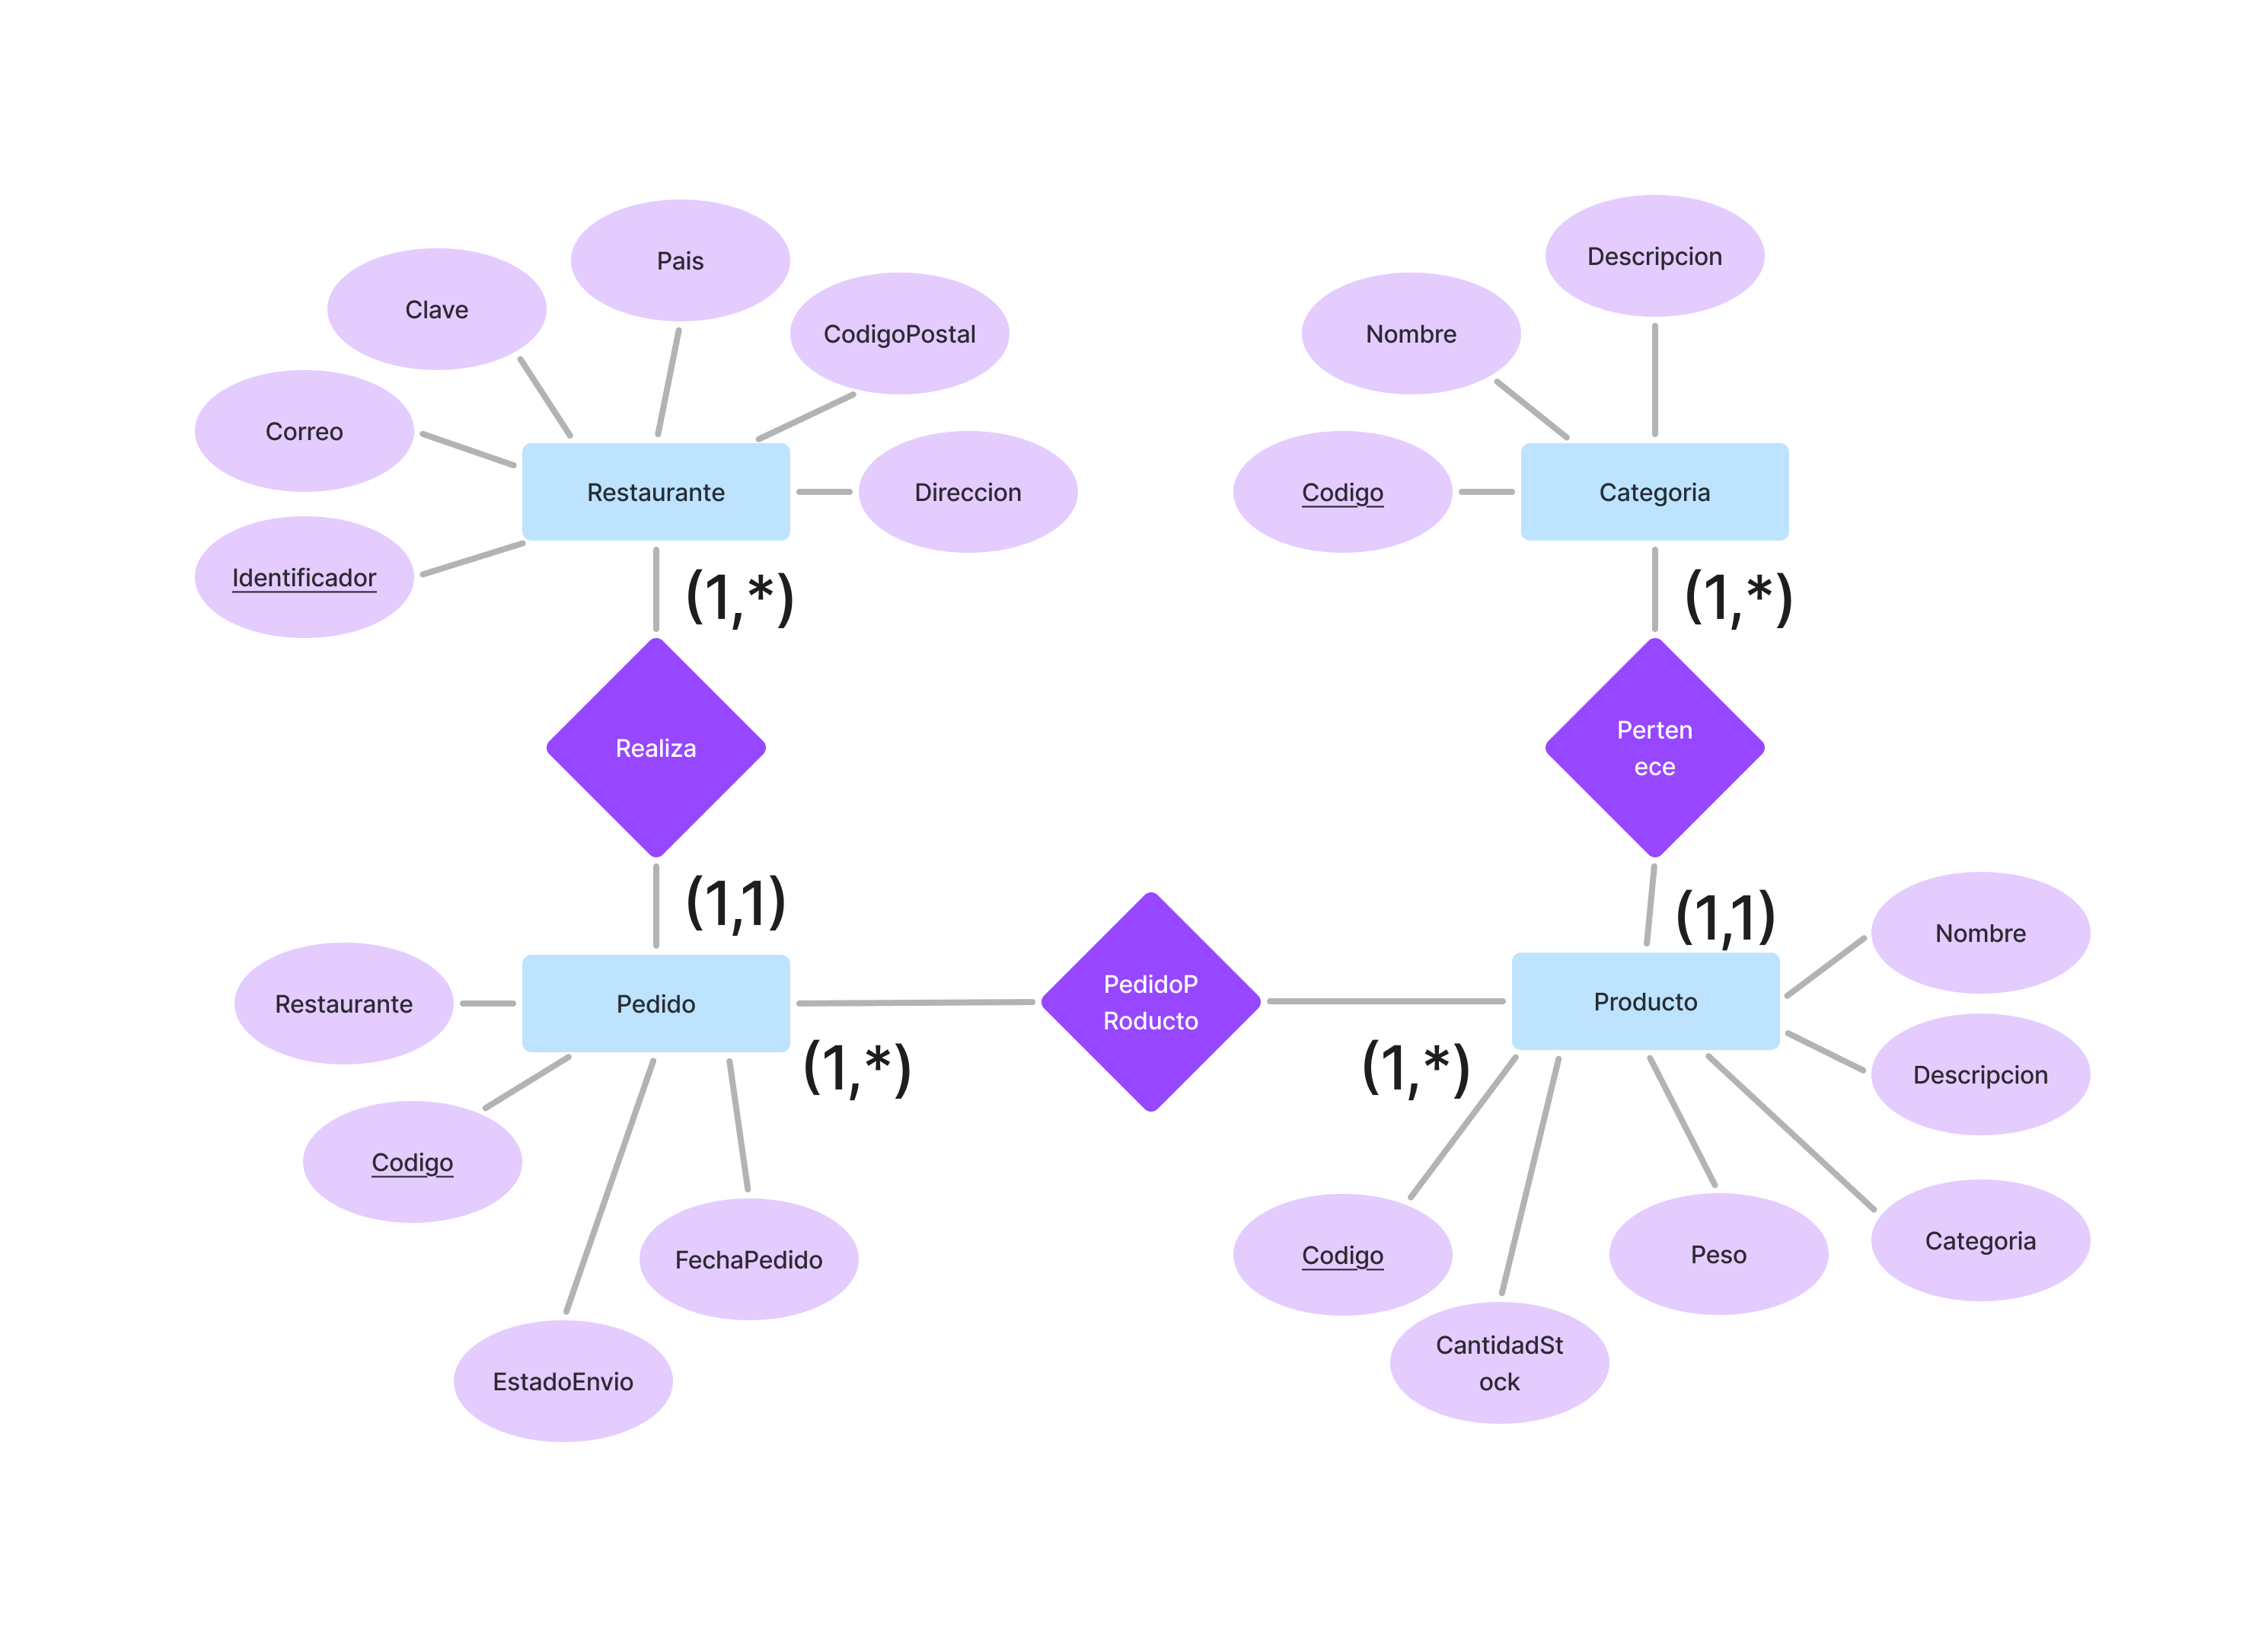 Descripcion
Pais
Clave
CodigoPostal
Nombre
Correo
Restaurante
Direccion
Codigo
Categoria
Identificador
(1,*)
(1,*)
Realiza
Perten
ece
(1,1)
(1,1)
Nombre
Restaurante
Pedido
PedidoP
Roducto
Producto
(1,*)
(1,*)
Descripcion
Codigo
FechaPedido
Codigo
Peso
Categoria
EstadoEnvio
CantidadSt
ock